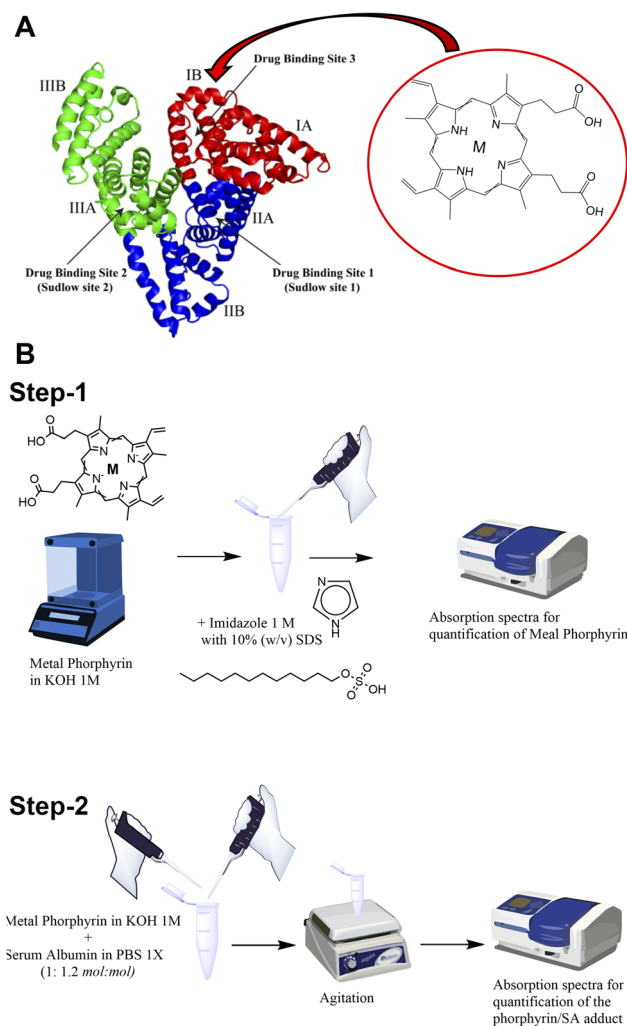 A
IB
Drug Binding Site 3
IIIB
IA
IIIA
IIA
Drug Binding Site 2
(Sudlow site 2)
Drug Binding Site 1
(Sudlow site 1)
IIB
O
OH
NH
N
M
NH
N
O
OH
B
Step-1
O
HO
N
N-
M
N-
N
O
HO
N
N
H
+ Imidazole 1 M
with 10% (w/v) SDS
Metal Phorphyrin
in KOH 1M
Absorption spectra for
quantification of Meal Phorphyrin
O
O
S
OH
O
Step-2
Metal Phorphyrin in KOH 1M
+
Serum Albumin in PBS 1X
(1: 1.2 mol:mol)
Agitation
Absorption spectra for
quantification of the
phorphyrin/SA adduct